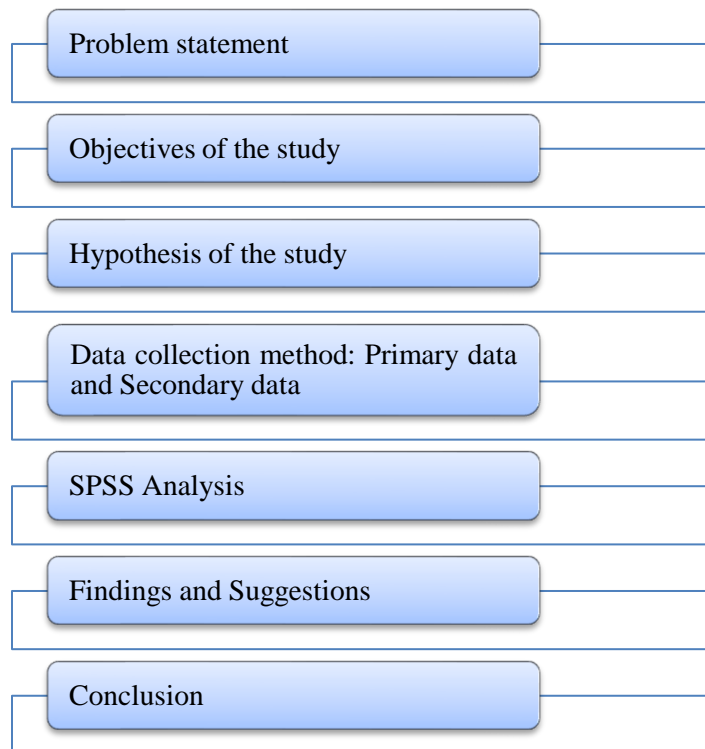 Problem statement
Objectives of the study
Hypothesis of the study
Data collection method: Primary data
and Secondary data
SPSS Analysis
Findings and Suggestions
Conclusion